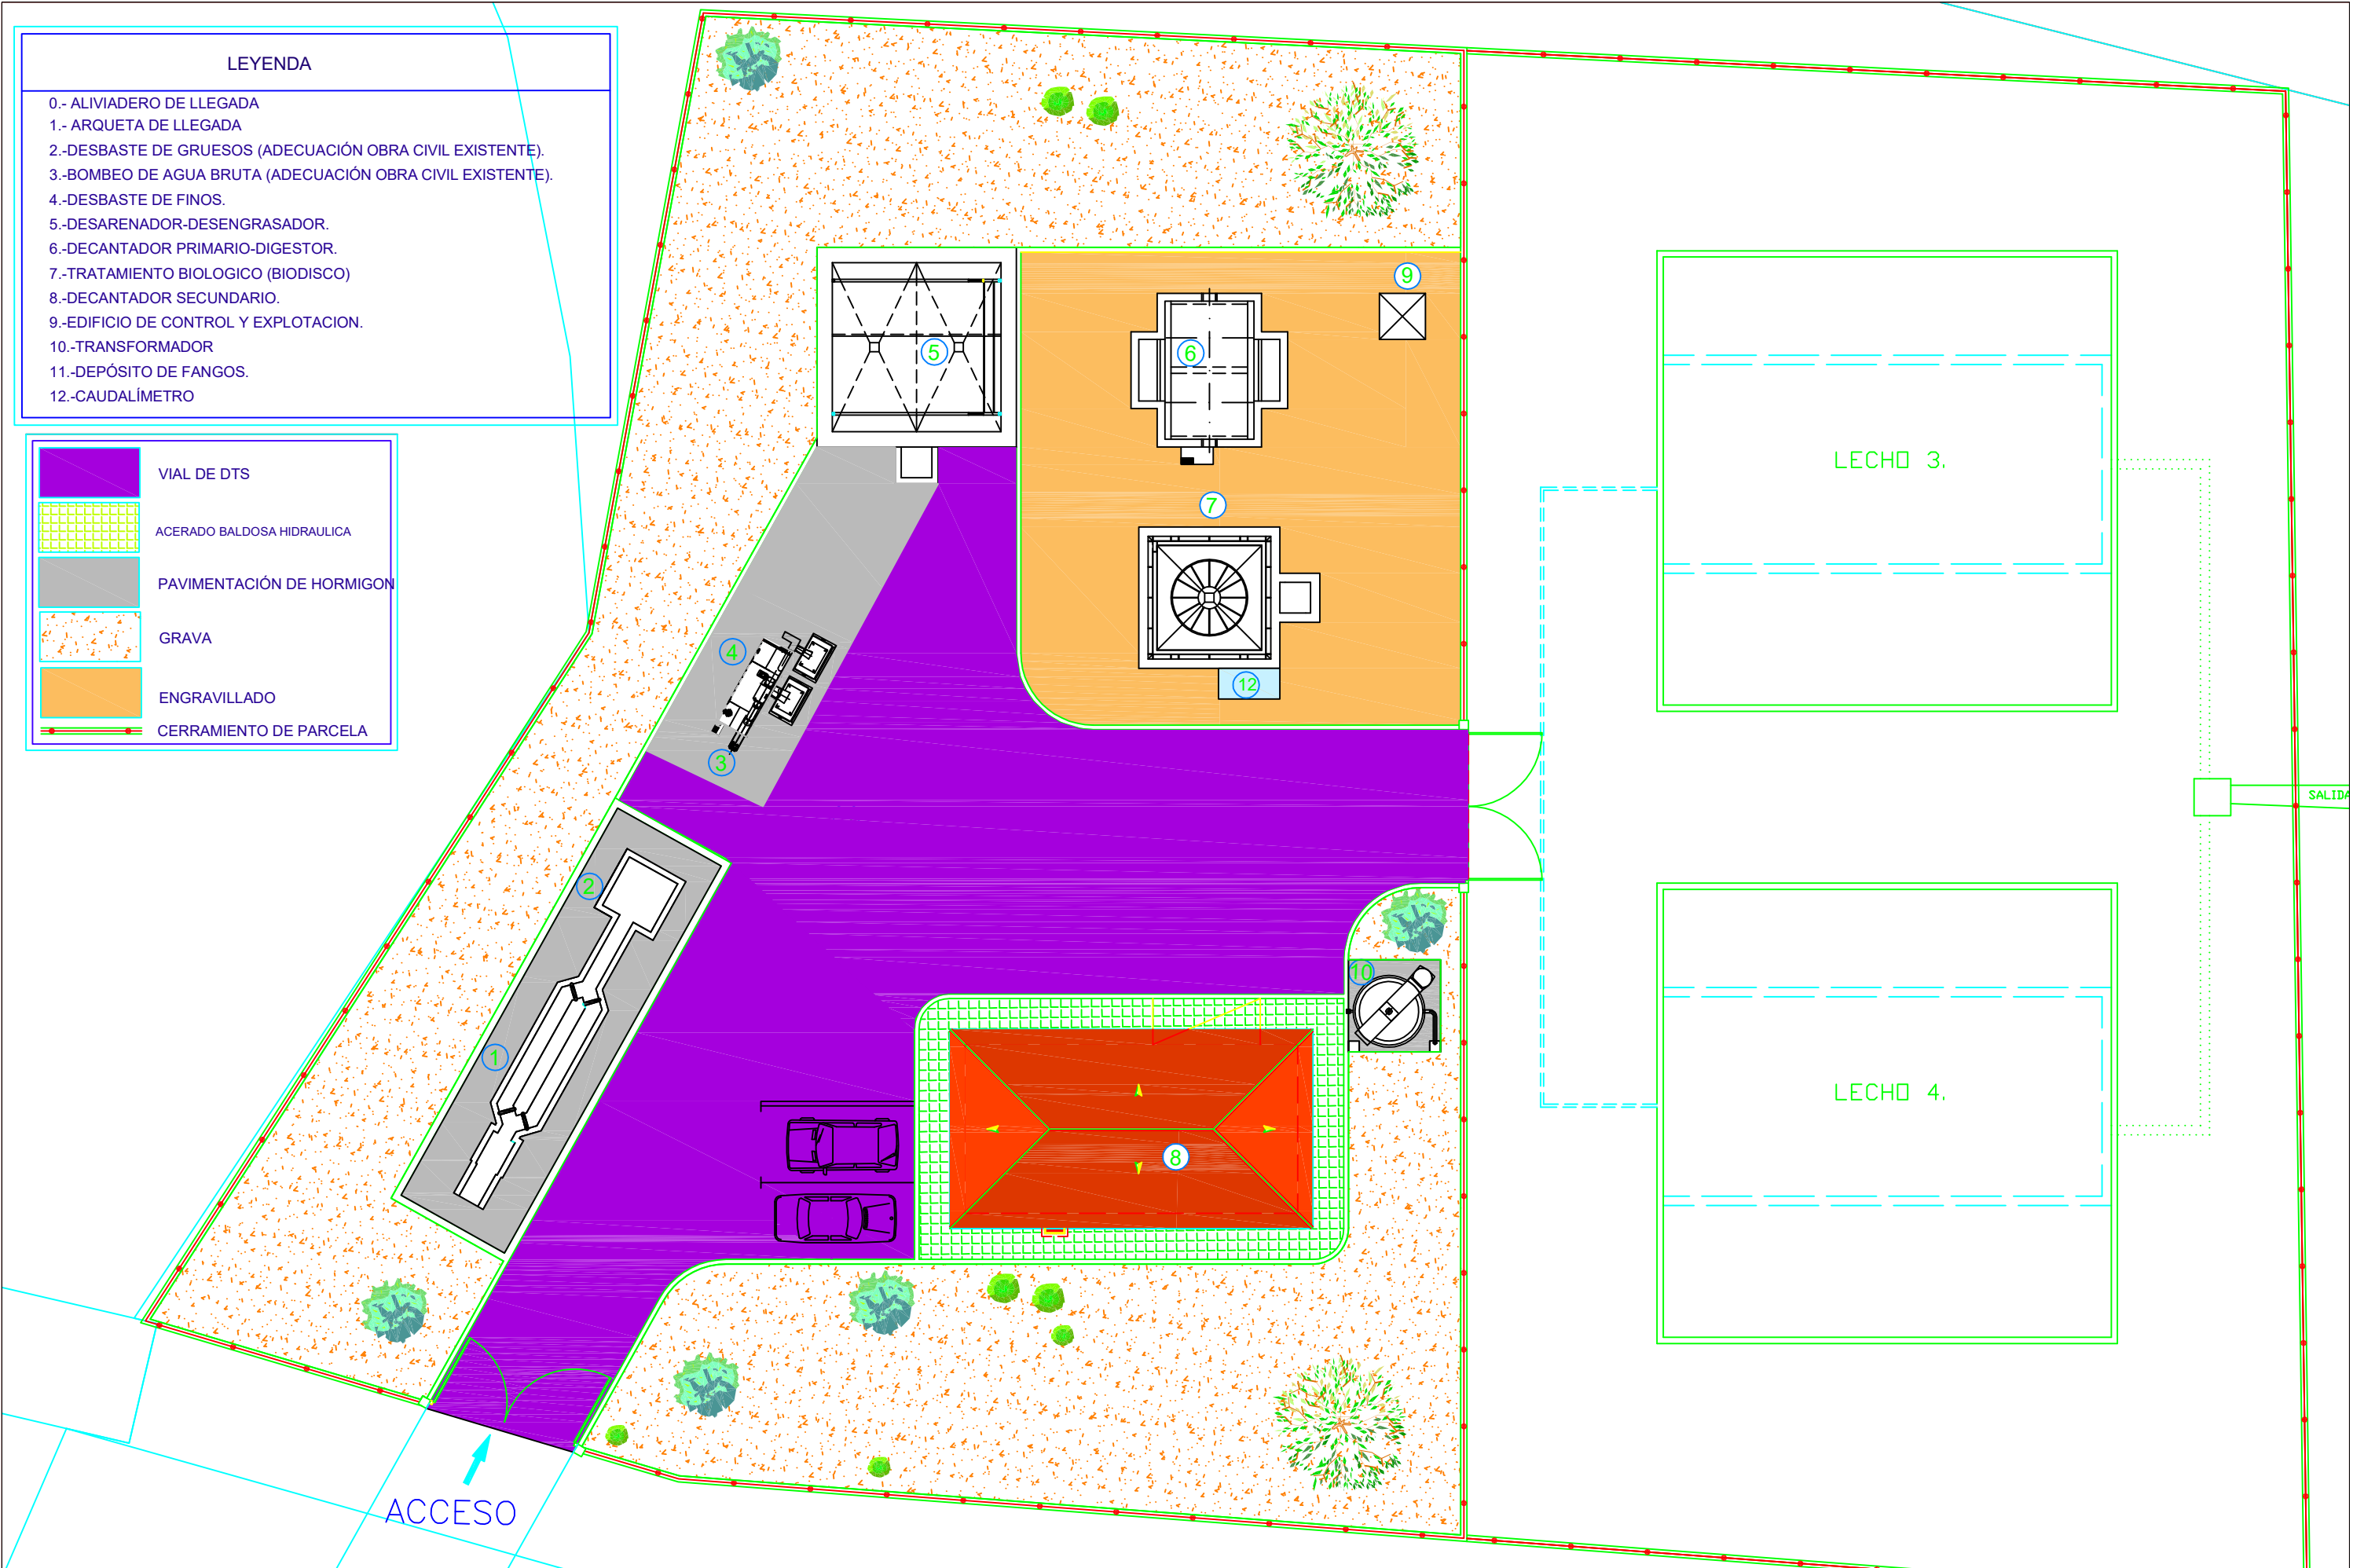 LEYENDA
0.- ALIVIADERO DE LLEGADA
1.- ARQUETA DE LLEGADA
2.-DESBASTE DE GRUESOS (ADECUACIÓN OBRA CIVIL EXISTENTE).
3.-BOMBEO DE AGUA BRUTA (ADECUACIÓN OBRA CIVIL EXISTENTE).
4.-DESBASTE DE FINOS.
5.-DESARENADOR-DESENGRASADOR.
6.-DECANTADOR PRIMARIO-DIGESTOR.
7.-TRATAMIENTO BIOLOGICO (BIODISCO)
8.-DECANTADOR SECUNDARIO.
9.-EDIFICIO DE CONTROL Y EXPLOTACION.
10.-TRANSFORMADOR
11.-DEPÓSITO DE FANGOS.
12.-CAUDALÍMETRO
VIAL DE DTS
ACERADO BALDOSA HIDRAULICA
PAVIMENTACIÓN DE HORMIGON
GRAVA
ENGRAVILLADO
CERRAMIENTO DE PARCELA
9
5
6
LECHO 3.
7
4
12
3
SALIDA
2
10
1
LECHO 4.
8
ACCESO